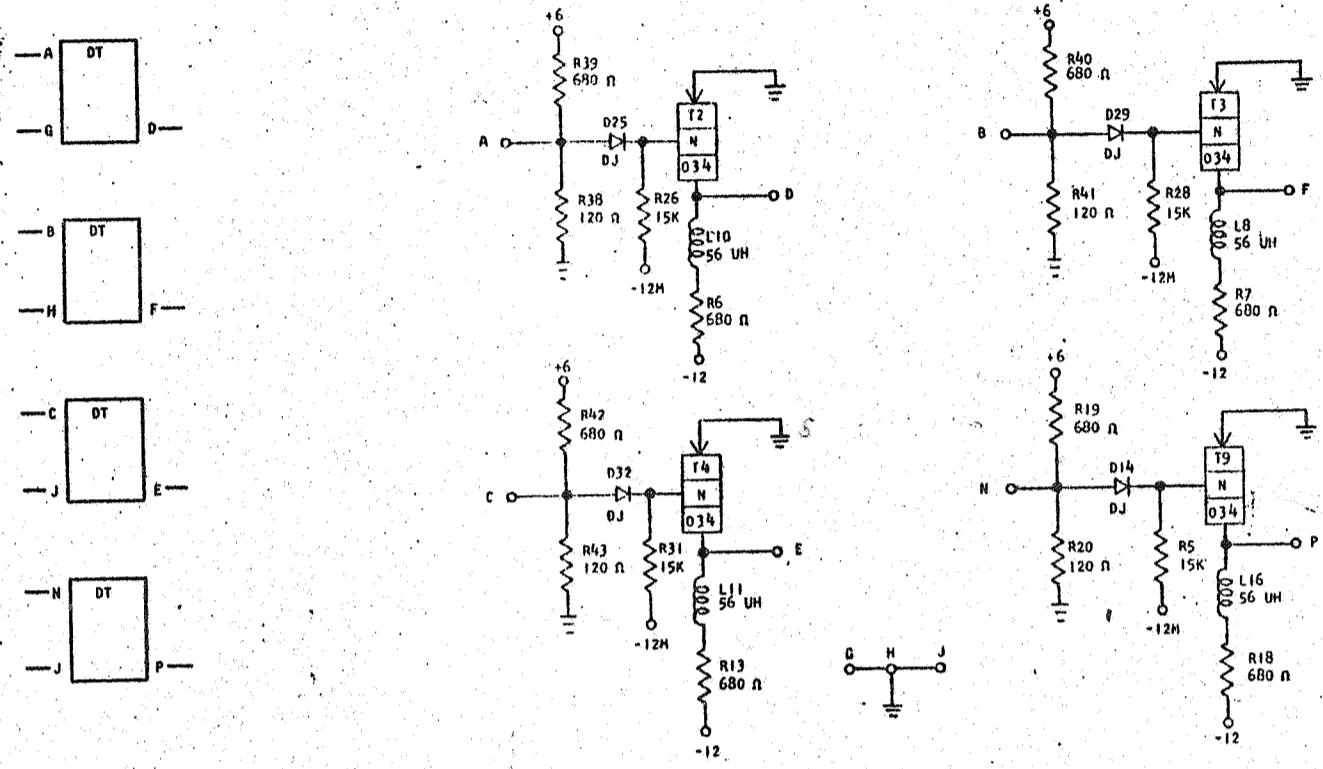 A
DT
G
D
B
DT
H
F
C
DT
J
E
N
DT
J
P
+6
R39
680 Ω
A
D25
DJ
T2
N
034
R38
120 Ω
R26
15K
-12M
D
L10
56 UH
R6
680 Ω
-12
+6
R40
680 Ω
B
D29
DJ
T3
N
034
R41
120 Ω
R28
15K
-12M
F
L8
56 UH
R7
680 Ω
-12
+6
R42
680 Ω
S
C
D32
DJ
T4
N
034
R43
120 Ω
R31
15K
-12M
E
L11
56 UH
R13
680 Ω
-12
G H J
+6
R19
680 Ω
N
D14
DJ
T9
N
034
R20
120 Ω
R5
15K
-12M
P
L16
56 UH
R18
680 Ω
-12